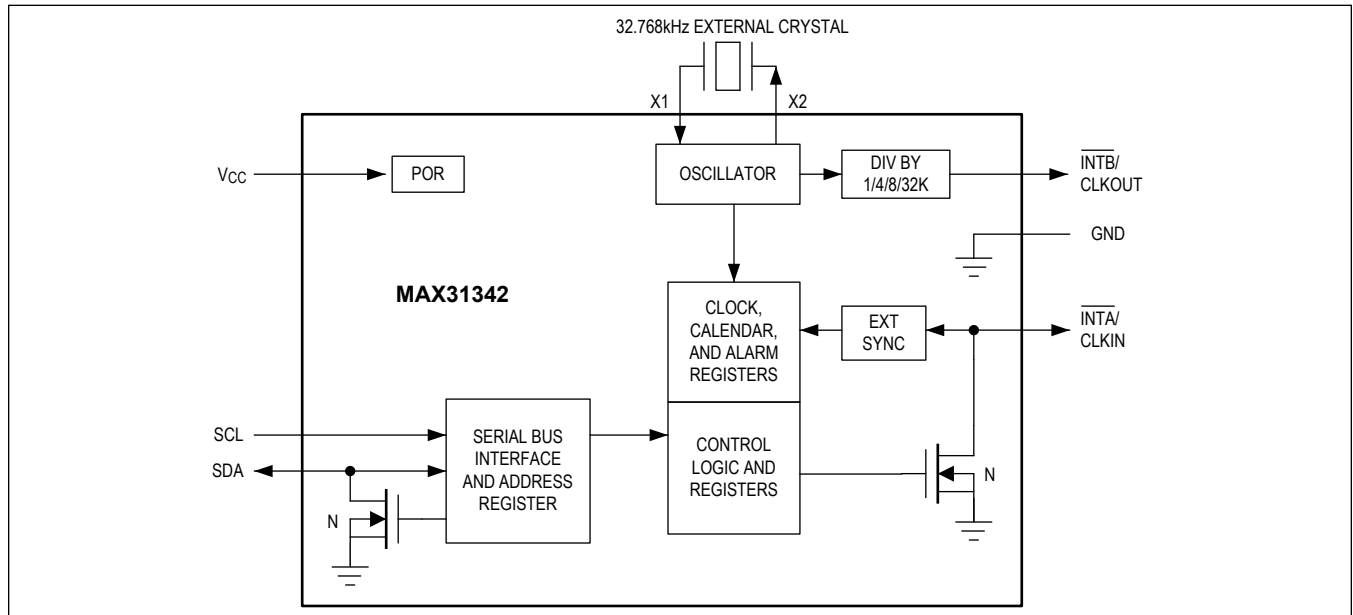 32.768kHz EXTERNAL CRYSTAL
X1
X2
VCC
POR
OSCILLATOR
DIV BY
1/4/8/32K
INTB/
CLKOUT
GND
MAX31342
CLOCK,
CALENDAR,
AND ALARM
REGISTERS
EXT
SYNC
INTA/
CLKIN
SCL
SDA
SERIAL BUS
INTERFACE
AND ADDRESS
REGISTER
CONTROL
LOGIC AND
REGISTERS
N
N